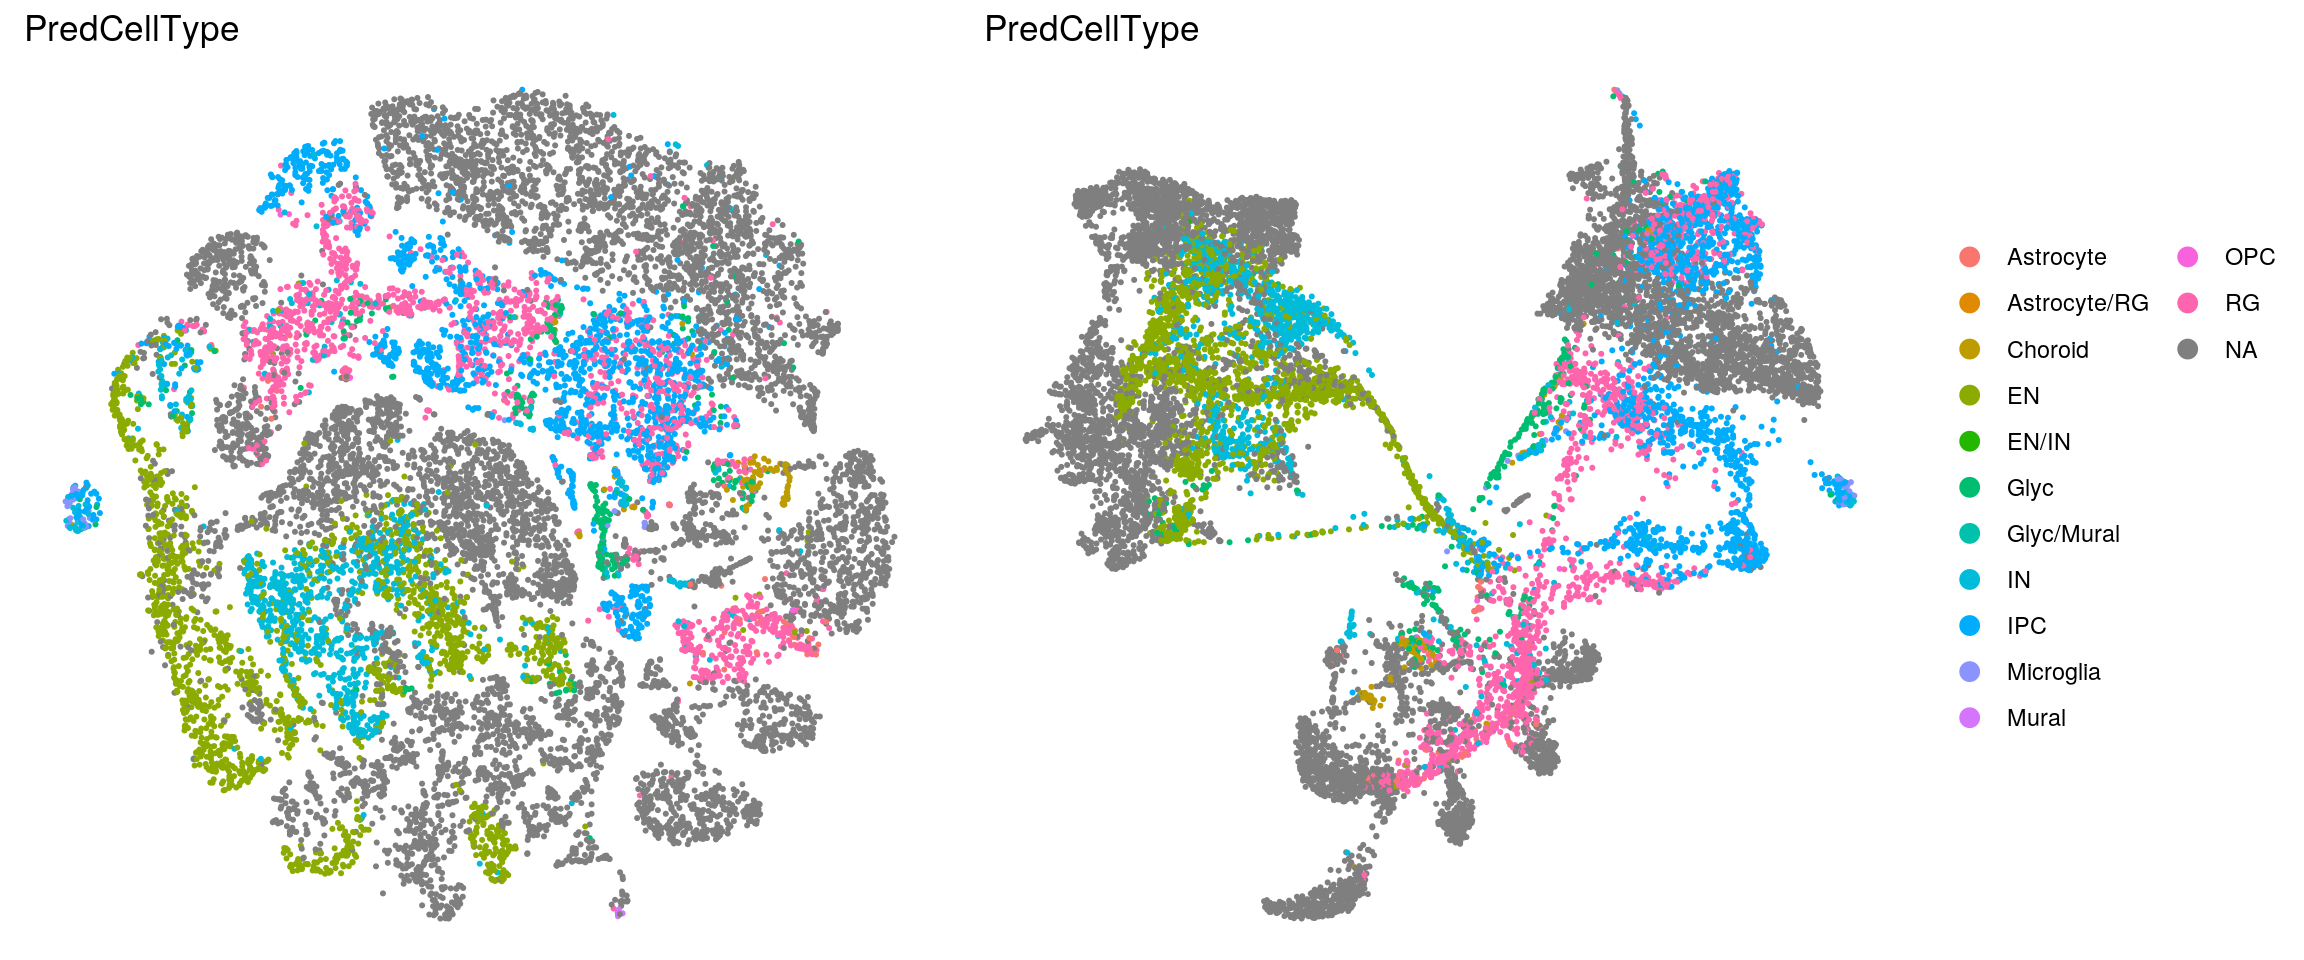 PredCellType
PredCellType
Astrocyte
Astrocyte/RG
Choroid
EN
EN/IN
Glyc
Glyc/Mural
IN
IPC
Microglia
Mural
OPC
RG
NA